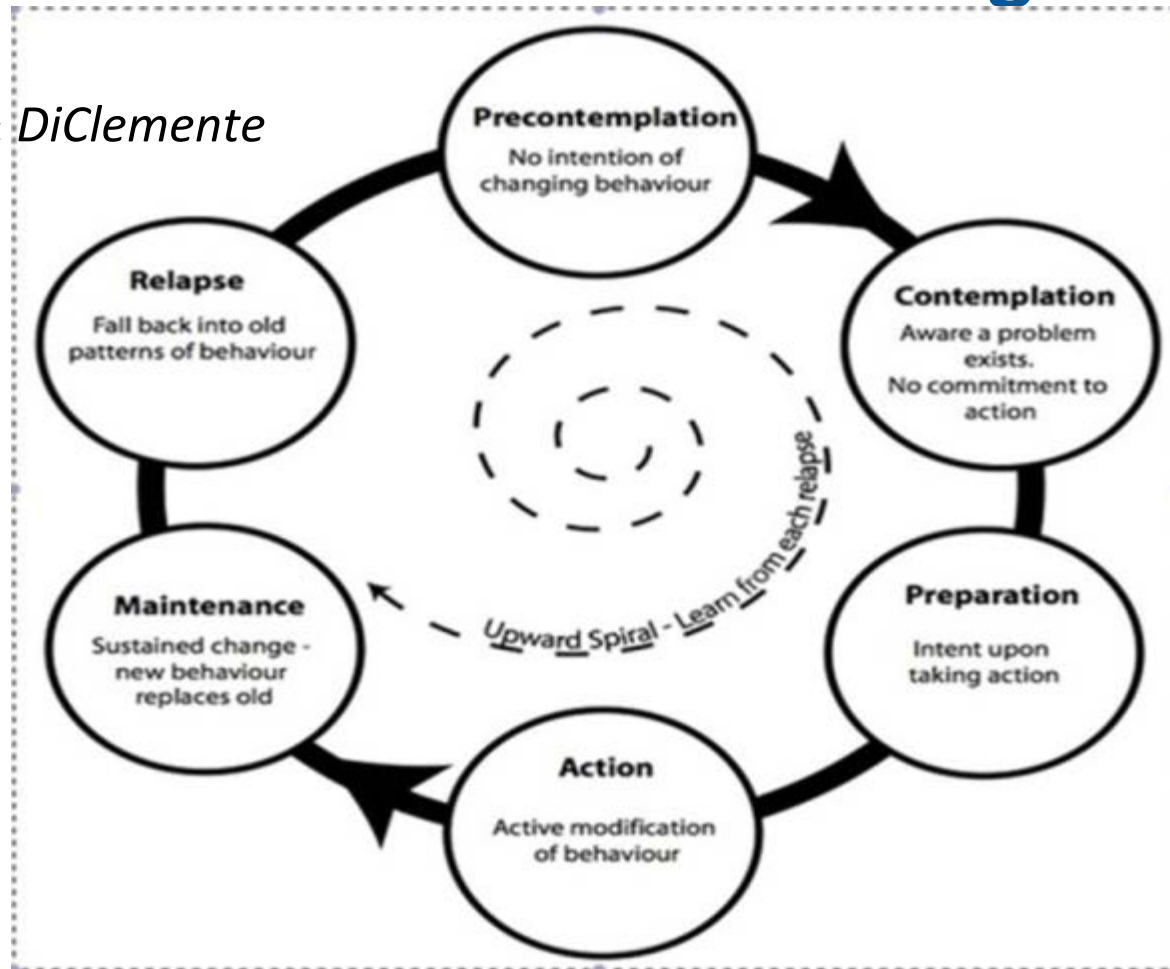 DiClemente
Precontemplation
No intention of
changing behaviour
Contemplation
Aware a problem
exists.
No commitment to
action
Preparation
Intent upon
taking action
Action
Active modification
of behaviour
Maintenance
Sustained change -
new behaviour
replaces old
Relapse
Fall back into old
patterns of behaviour
Upward Spiral - Learn from each relapse